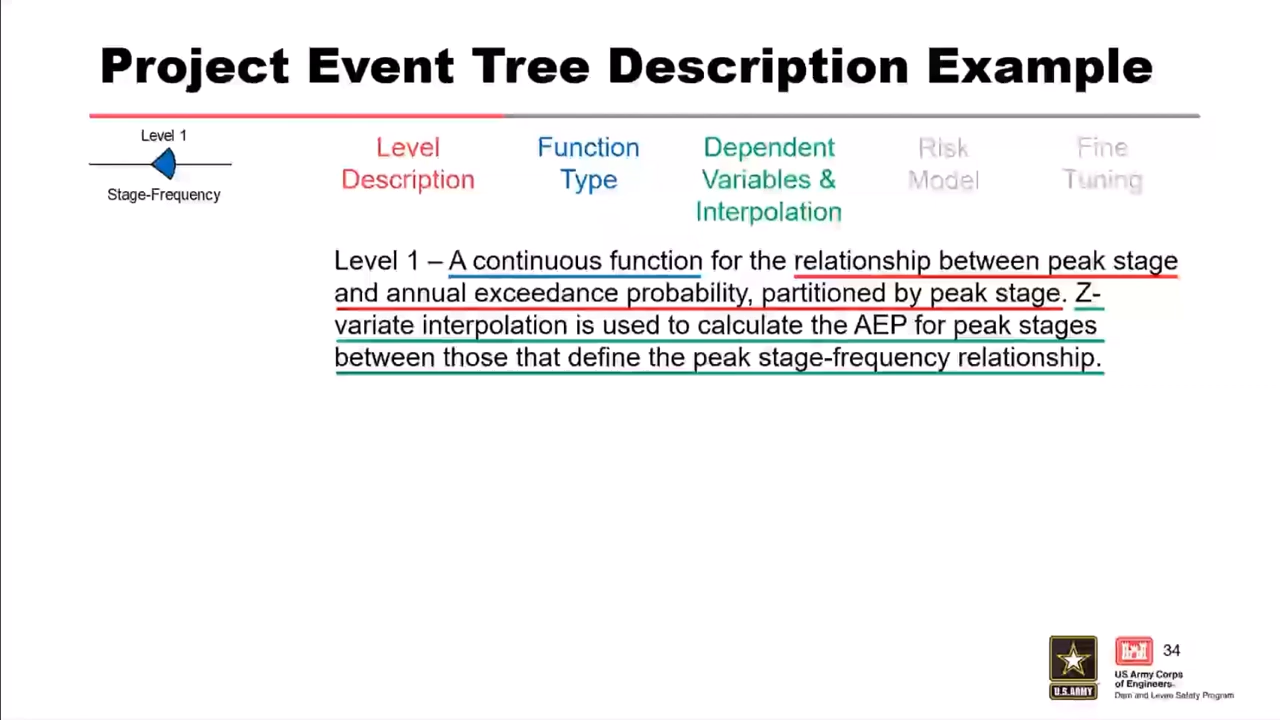 Project Event Tree Description Example
Level 1
Stage-Frequency
Level
Description
Function
Type
Dependent
Variables &
Interpolation
Risk
Model
Fine
Tuning
Level 1 – A continuous function for the relationship between peak stage
and annual exceedance probability, partitioned by peak stage. Z-
variate interpolation is used to calculate the AEP for peak stages
between those that define the peak stage-frequency relationship.
U.S.ARMY
34
US Army Corps
of Engineers
Dam and Levee Safety Program